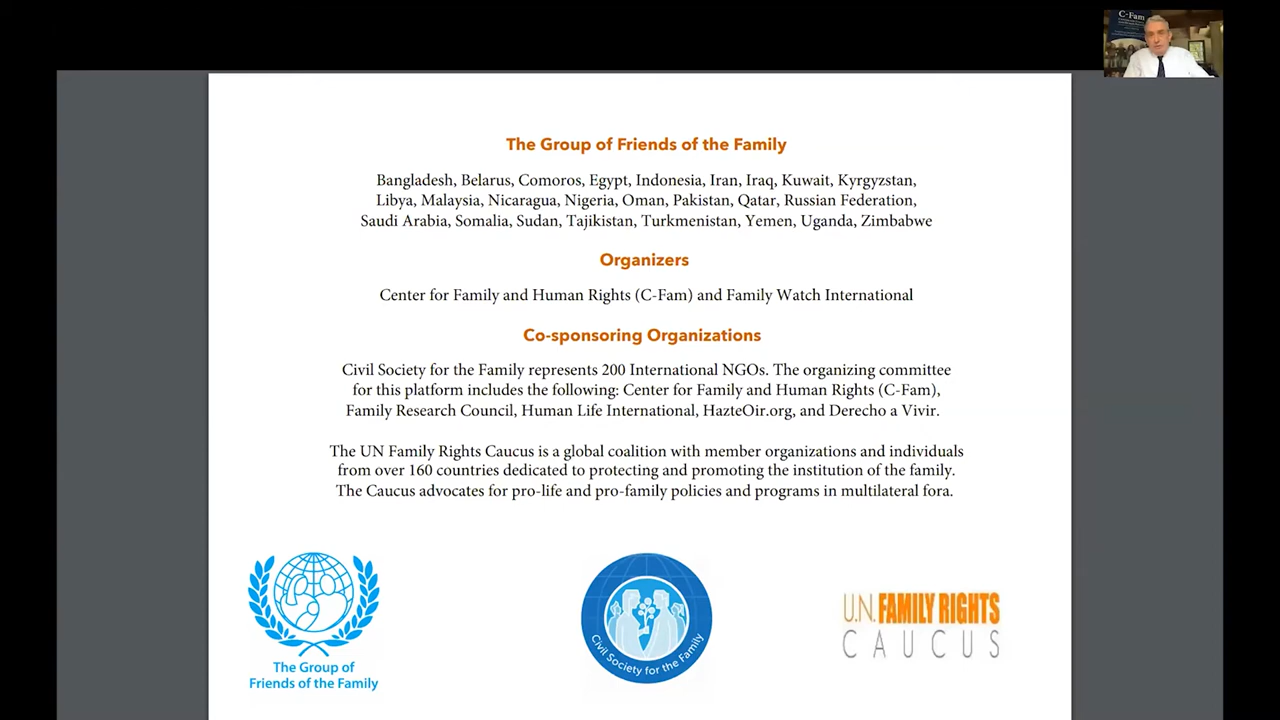 C-Fam
The Group of Friends of the Family
Bangladesh, Belarus, Comoros, Egypt, Indonesia, Iran, Iraq, Kuwait, Kyrgyzstan,
Libya, Malaysia, Nicaragua, Nigeria, Oman, Pakistan, Qatar, Russian Federation,
Saudi Arabia, Somalia, Sudan, Tajikistan, Turkmenistan, Yemen, Uganda, Zimbabwe
Organizers
Center for Family and Human Rights (C-Fam) and Family Watch International
Co-sponsoring Organizations
Civil Society for the Family represents 200 International NGOs. The organizing committee
for this platform includes the following: Center for Family and Human Rights (C-Fam),
Family Research Council, Human Life International, HazteOir.org, and Derecho a Vivir.
The UN Family Rights Caucus is a global coalition with member organizations and individuals
from over 160 countries dedicated to protecting and promoting the institution of the family.
The Caucus advocates for pro-life and pro-family policies and programs in multilateral fora.
The Group of
Friends of the Family
Civil Society for the Family
U.N. FAMILY RIGHTS
CAUCUS